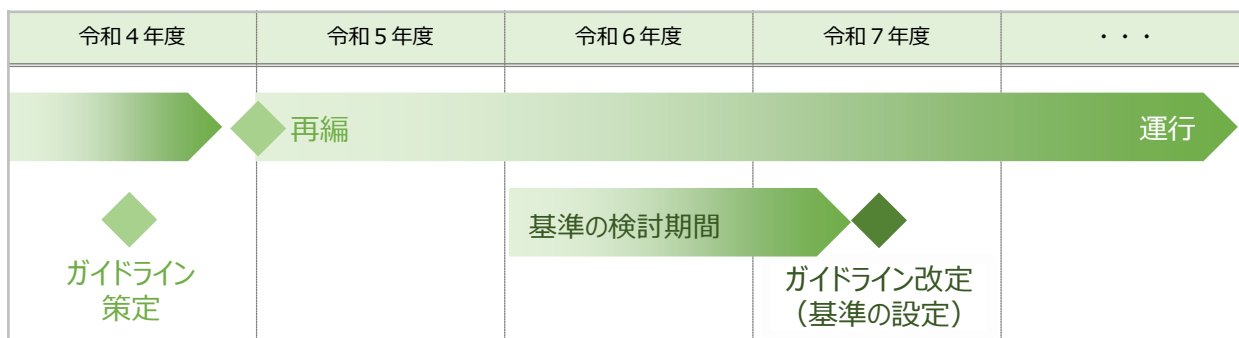 令和４年度
令和５年度
令和６年度
令和７年度
・・・
再編
運行
基準の検討期間
ガイドライン
策定
ガイドライン改定
（基準の設定）